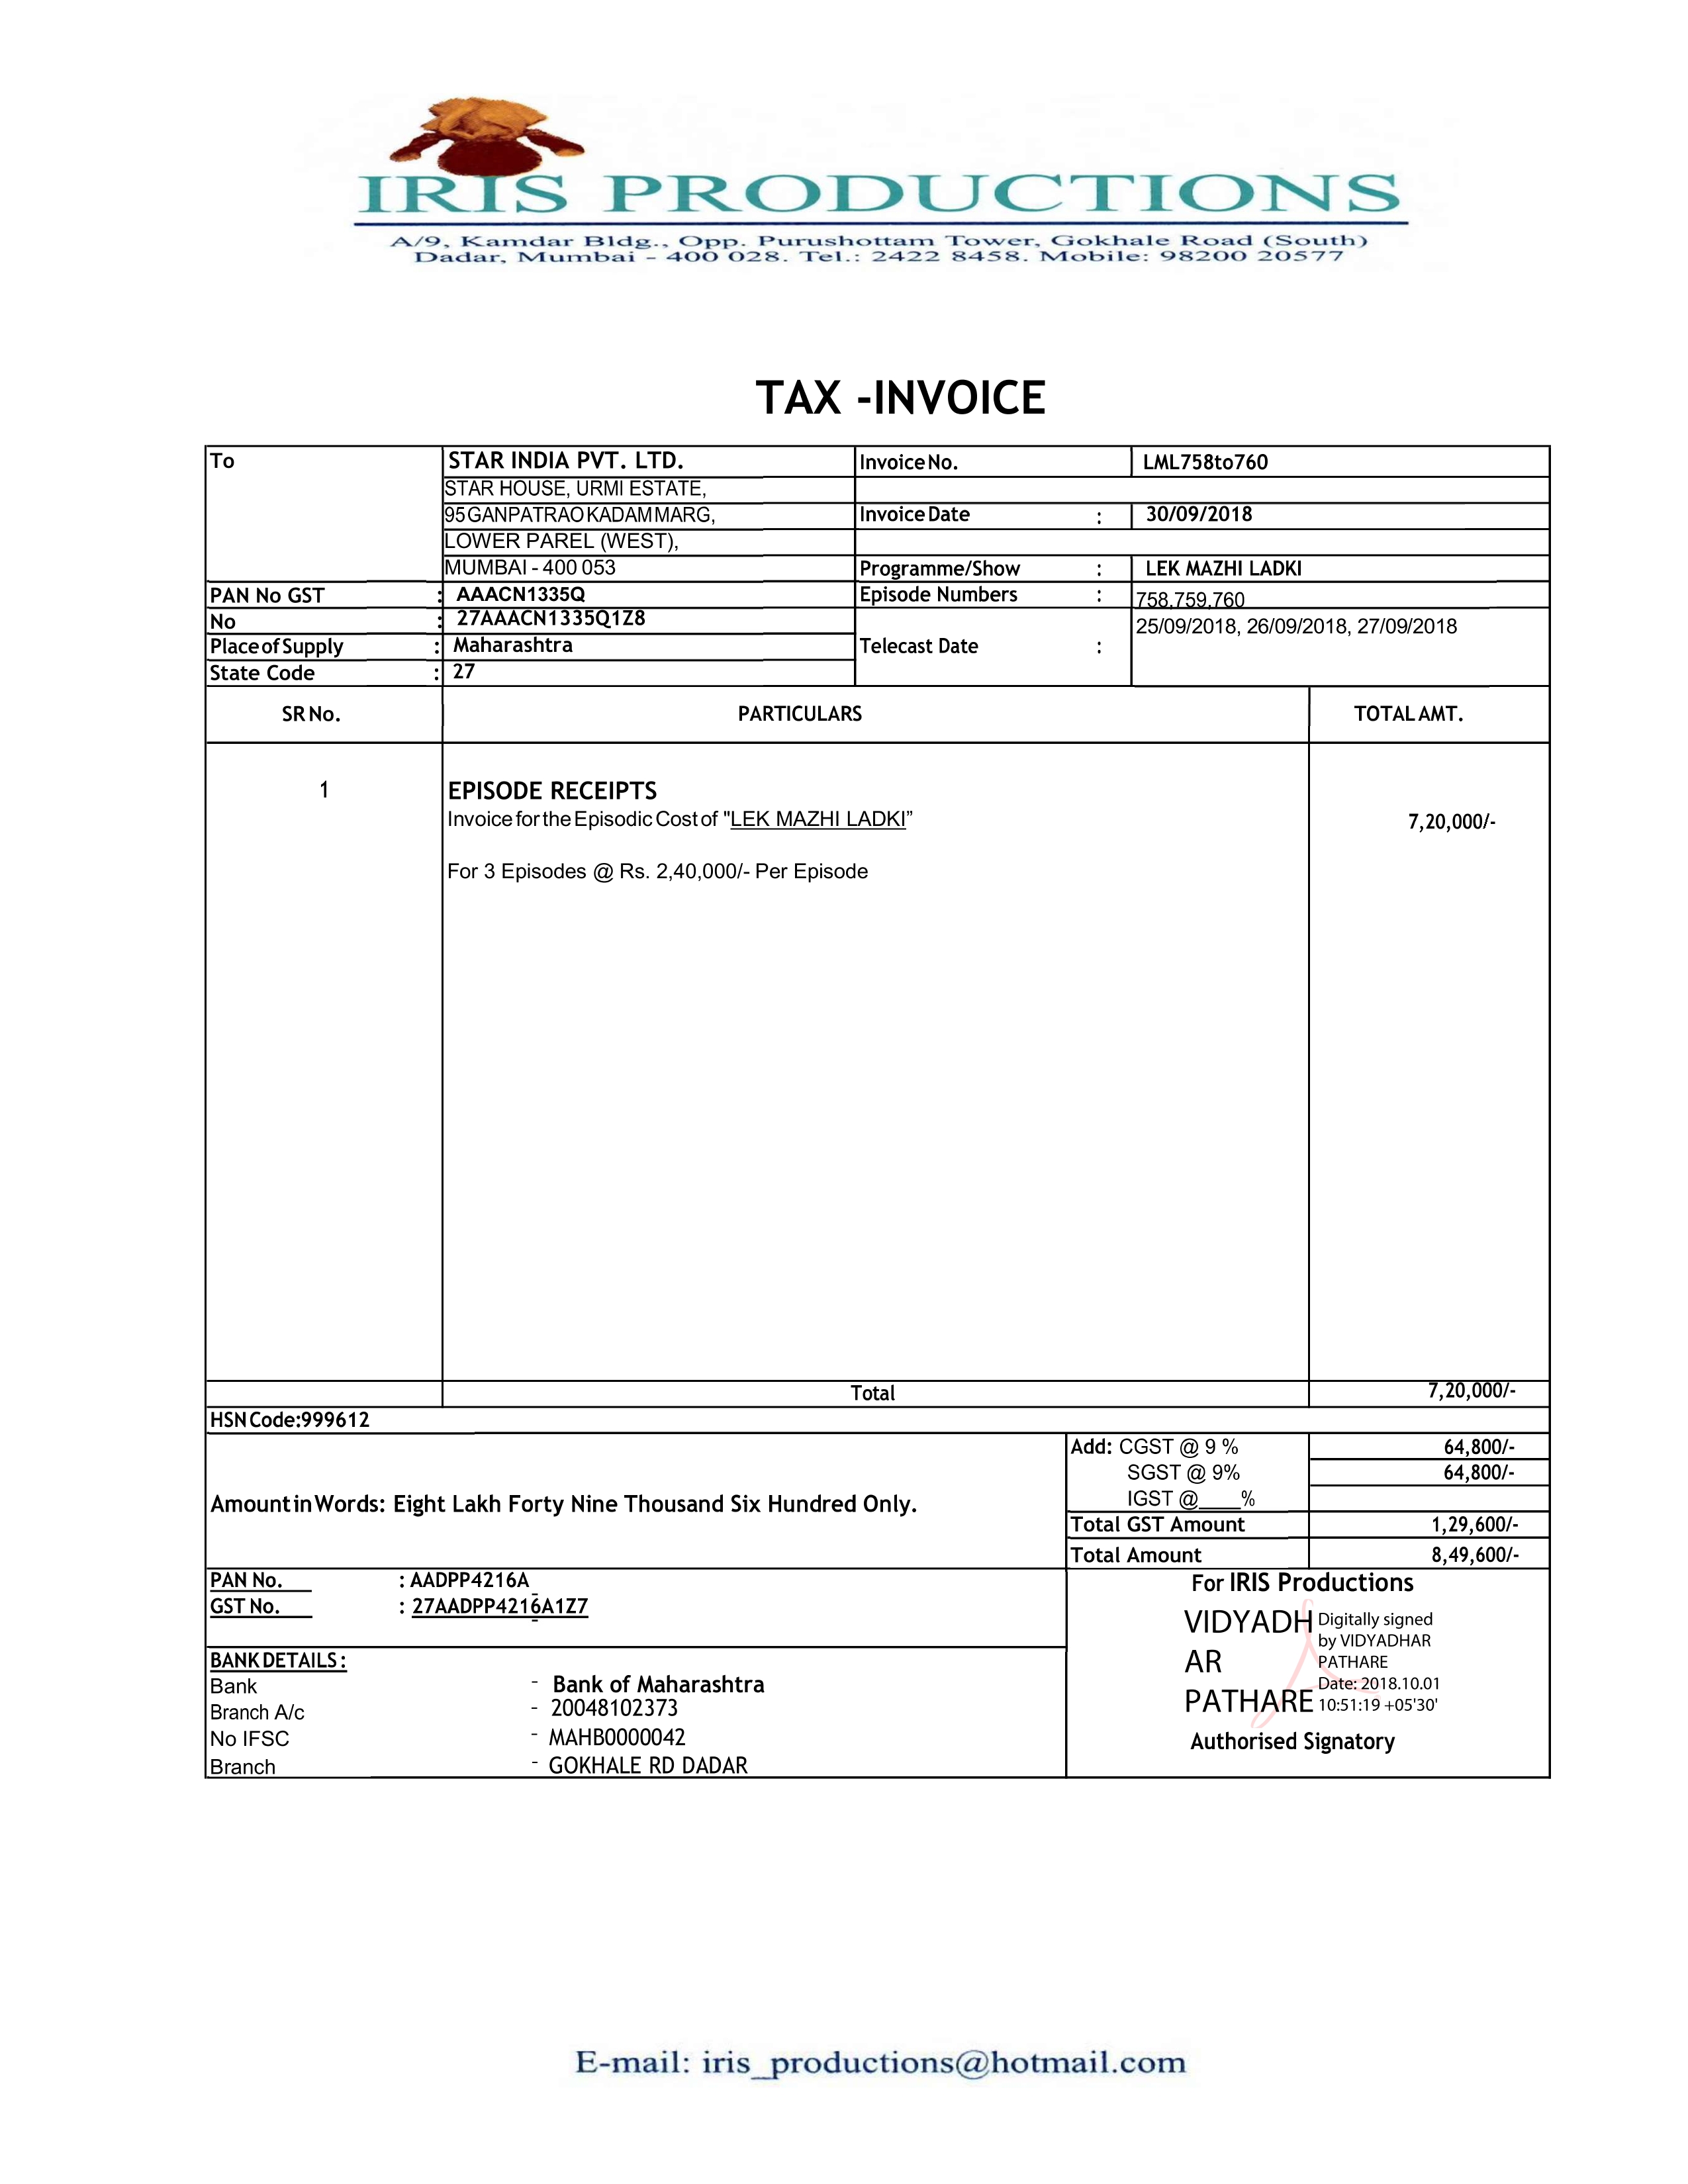 IRIS PRODUCTIONS
A/9, Kamdar Bldg., Opp. Purushottam Tower, Gokhale Road (South)
Dadar, Mumbai - 400 028. Tel.: 2422 8458. Mobile: 98200 20577
TAX -INVOICE
To STAR INDIA PVT. LTD. Invoice No. LML758to760
STAR HOUSE, URMI ESTATE,
95 GANPATRAO KADAM MARG, Invoice Date : 30/09/2018
LOWER PAREL (WEST),
MUMBAI - 400 053 Programme/Show : LEK MAZHI LADKI
PAN No GST : AAACN1335Q Episode Numbers : 758,759,760
No : 27AAACN1335Q1Z8 25/09/2018, 26/09/2018, 27/09/2018
Place of Supply : Maharashtra Telecast Date :
State Code : 27
SR No. PARTICULARS TOTAL AMT.
1 EPISODE RECEIPTS
Invoice for the Episodic Cost of "LEK MAZHI LADKI” 7,20,000/-
For 3 Episodes @ Rs. 2,40,000/- Per Episode
Total 7,20,000/-
HSN Code:999612
Add: CGST @ 9 % 64,800/-
SGST @ 9% 64,800/-
IGST @____%
Amount in Words: Eight Lakh Forty Nine Thousand Six Hundred Only.
Total GST Amount 1,29,600/-
Total Amount 8,49,600/-
PAN No. : AADPP4216A
GST No. : 27AADPP4216A1Z7
BANK DETAILS :
Bank - Bank of Maharashtra
Branch A/c - 20048102373
No IFSC - MAHB0000042
Branch - GOKHALE RD DADAR
For IRIS Productions
VIDYADH
AR
PATHARE
Digitally signed
by VIDYADHAR
PATHARE
Date: 2018.10.01
10:51:19 +05'30'
Authorised Signatory
E-mail: iris_productions@hotmail.com